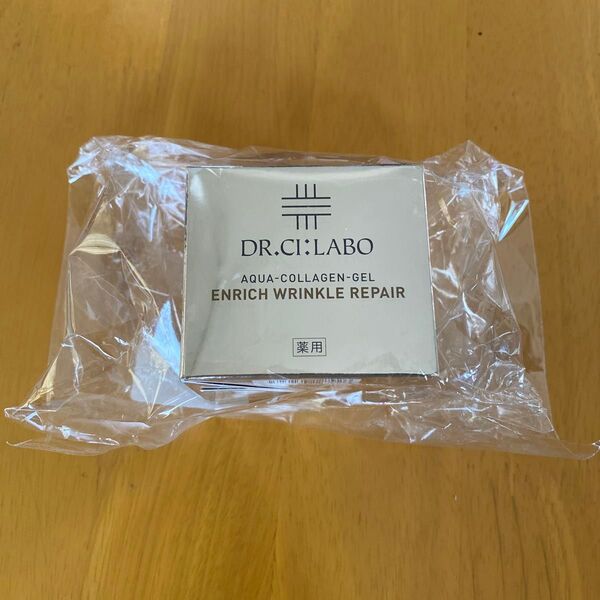 DR.CI:LABO
AQUA-COLLAGEN-GEL
ENRICH WRINKLE REPAIR
薬用